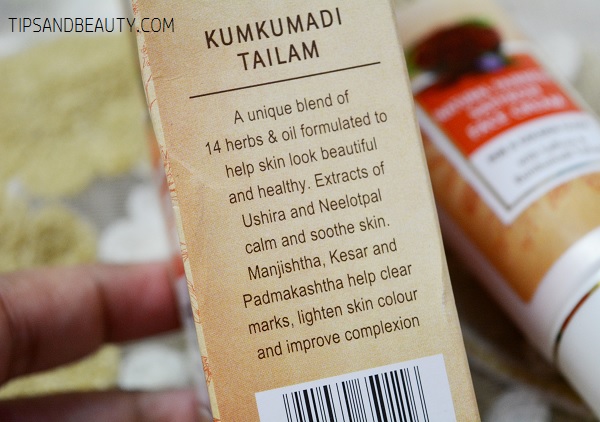 TIPSANDBEAUTY.COM
KUMKUMADI
TAILAM
A unique blend of
14 herbs & oil formulated to
help skin look beautiful
and healthy. Extracts of
Ushira and Neelotpal
calm and soothe skin.
Manjishtha, Kesar and
Padmakashtha help clear
marks, lighten skin colour
and improve complexion
FACE CREAM